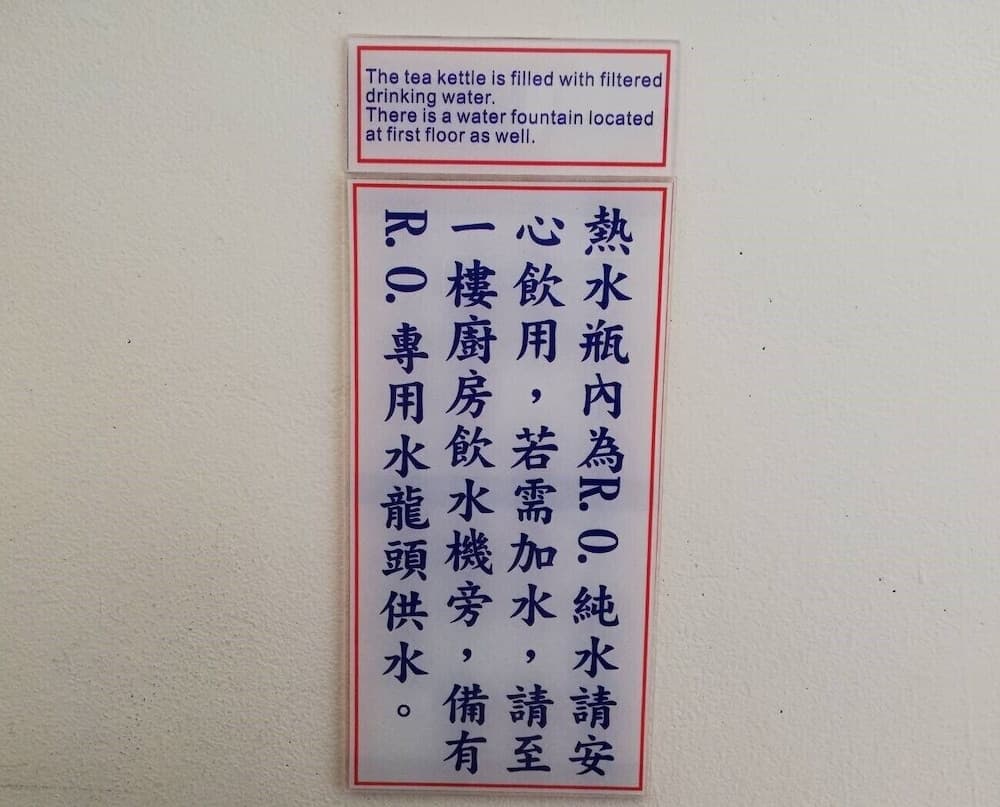 The tea kettle is filled with filtered
drinking water.
There is a water fountain located
at first floor as well.
熱水瓶內為R.O.純水請安
心飲用，若需加水，請至
一樓廚房飲水機旁，備有
R.O.專用水龍頭供水。